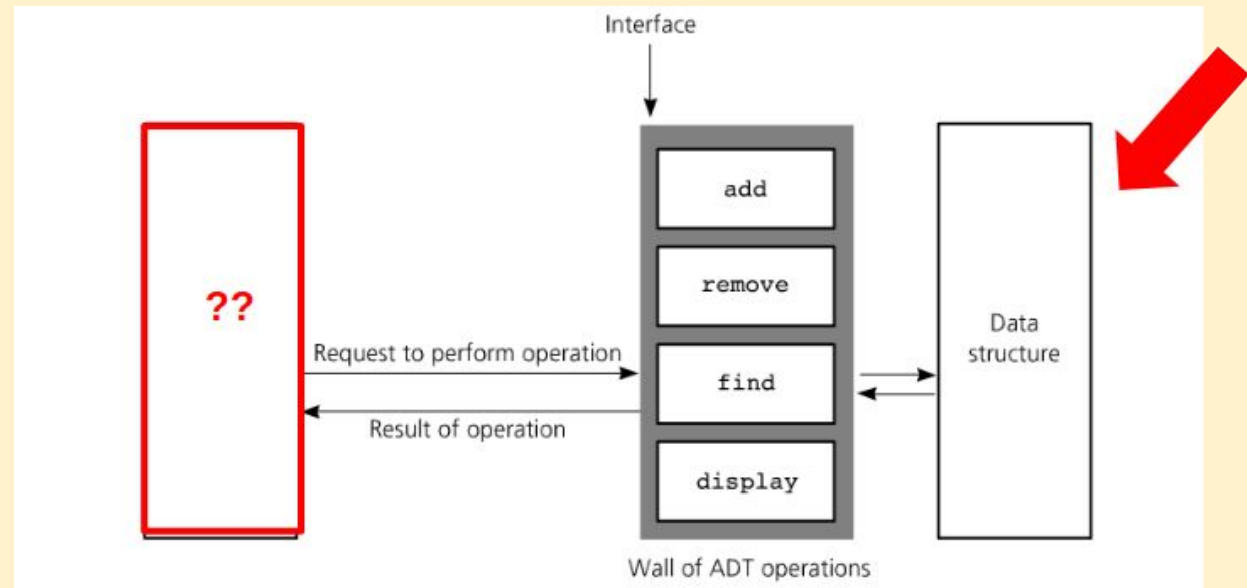 Interface
add
remove
find
display
??
Request to perform operation
Result of operation
Data
structure
Wall of ADT operations